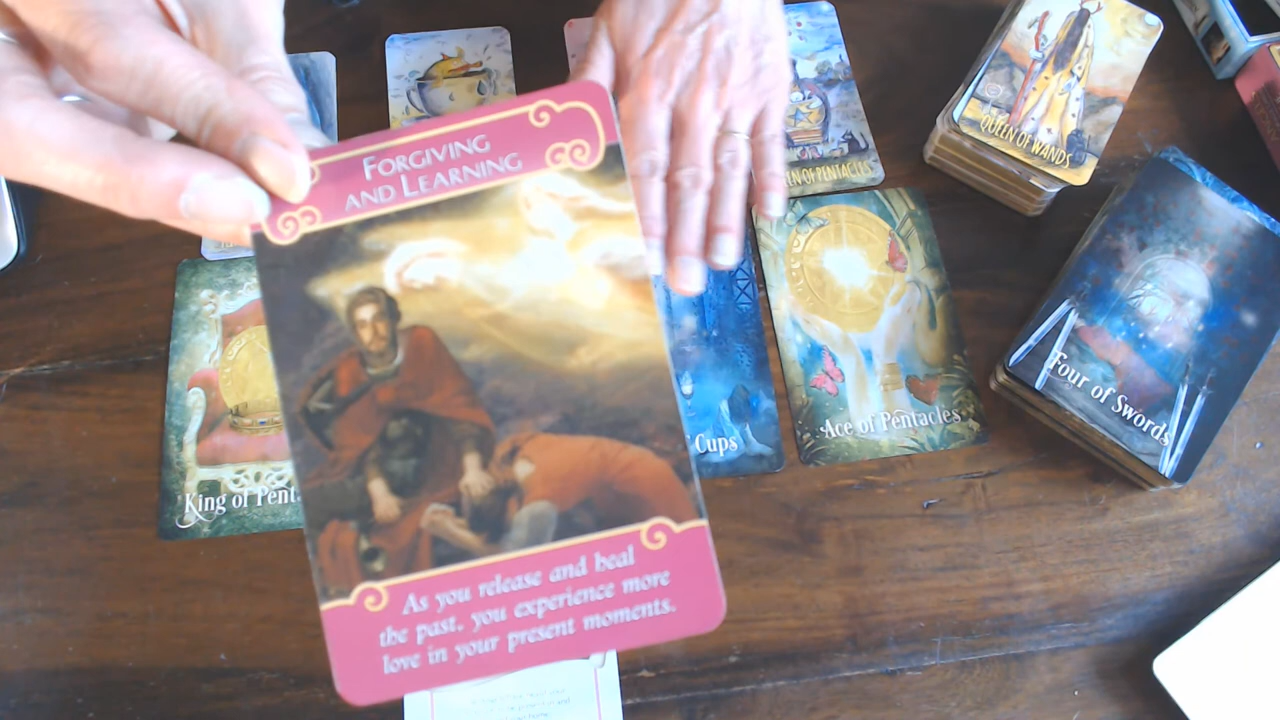 FORGIVING
AND LEARNING
As you release and heal
the past, you experience more
love in your present moments.
QUEEN OF WANDS
EN OF PENTACLES
King of Pent
Cups
Ace of Pentacles
Four of Swords